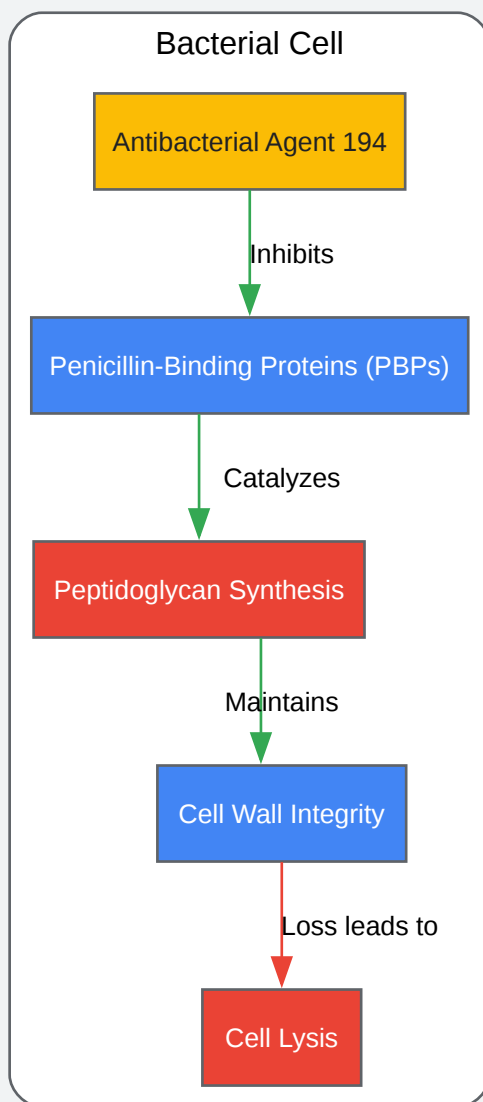 Bacterial Cell
Antibacterial Agent 194
Inhibits
Penicillin-Binding Proteins (PBPs)
Catalyzes
Peptidoglycan Synthesis
Maintains
Cell Wall Integrity
Loss leads to
Cell Lysis